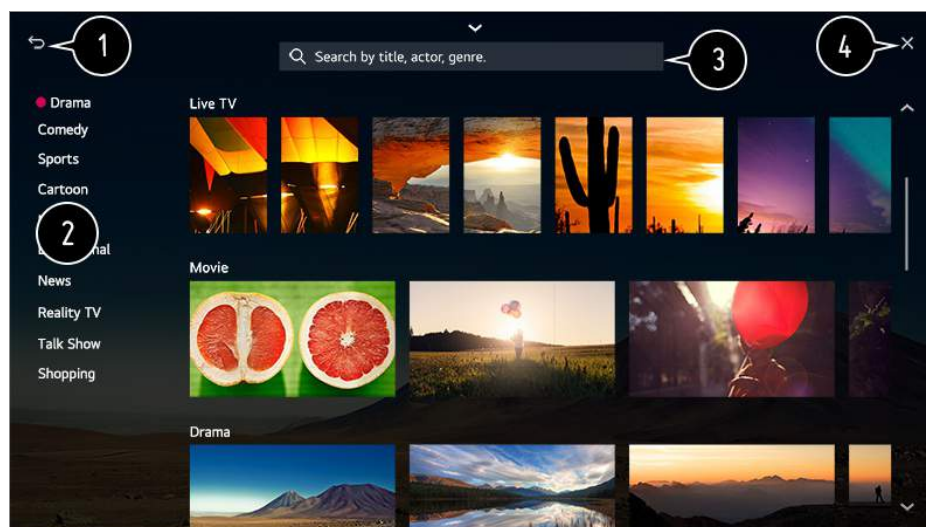 1
3
4
Search by title, actor, genre.
Drama
Live TV
Comedy
Sports
Cartoon
2
News
Movie
Reality TV
Talk Show
Shopping
Drama